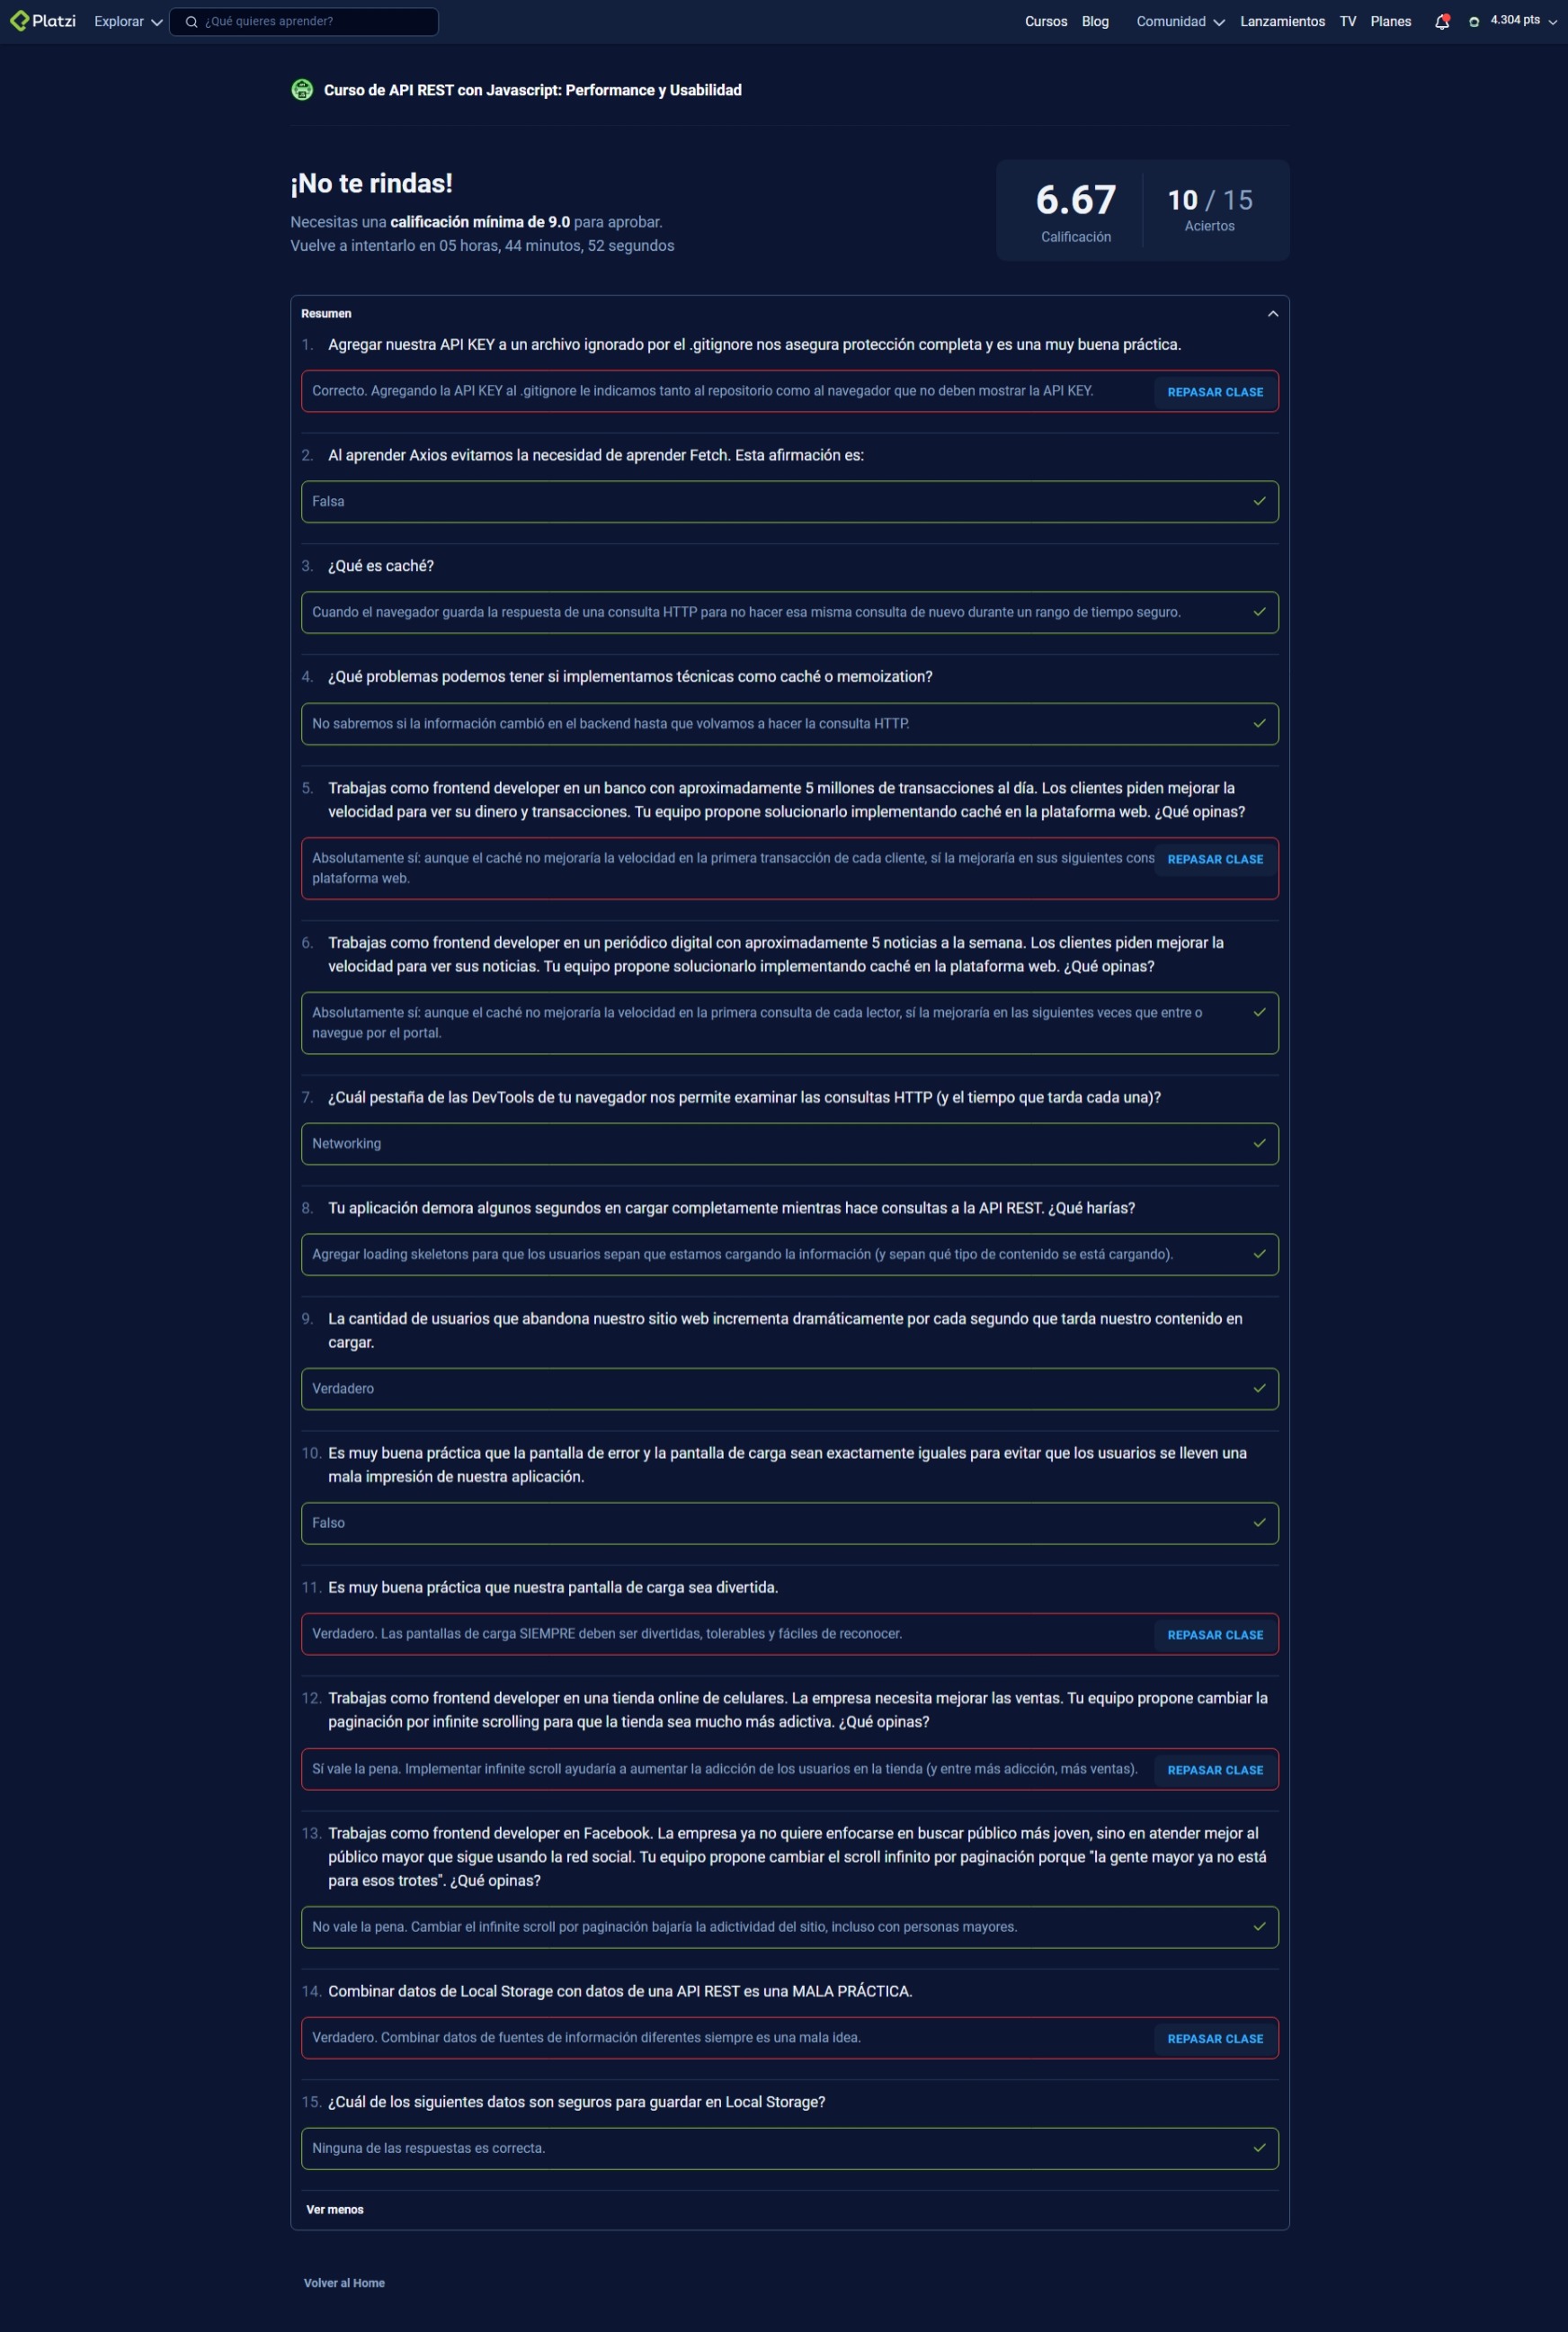 Platzi Explorar ¿Qué quieres aprender? Cursos Blog Comunidad Lanzamientos TV Planes 4.304 pts
Curso de API REST con Javascript: Performance y Usabilidad
¡No te rindas!
Necesitas una calificación mínima de 9.0 para aprobar.
Vuelve a intentarlo en 05 horas, 44 minutos, 52 segundos
6.67
Calificación
10 / 15
Aciertos
Resumen
1. Agregar nuestra API KEY a un archivo ignorado por el .gitignore nos asegura protección completa y es una muy buena práctica.
Correcto. Agregando la API KEY al .gitignore le indicamos tanto al repositorio como al navegador que no deben mostrar la API KEY. REPASAR CLASE
2. Al aprender Axios evitamos la necesidad de aprender Fetch. Esta afirmación es:
Falsa
3. ¿Qué es caché?
Cuando el navegador guarda la respuesta de una consulta HTTP para no hacer esa misma consulta de nuevo durante un rango de tiempo seguro.
4. ¿Qué problemas podemos tener si implementamos técnicas como caché o memoization?
No sabremos si la información cambió en el backend hasta que volvamos a hacer la consulta HTTP.
5. Trabajas como frontend developer en un banco con aproximadamente 5 millones de transacciones al día. Los clientes piden mejorar la
velocidad para ver su dinero y transacciones. Tu equipo propone solucionarlo implementando caché en la plataforma web. ¿Qué opinas?
Absolutamente sí: aunque el caché no mejoraría la velocidad en la primera transacción de cada cliente, sí la mejoraría en sus siguientes cons REPASAR CLASE
plataforma web.
6. Trabajas como frontend developer en un periódico digital con aproximadamente 5 noticias a la semana. Los clientes piden mejorar la
velocidad para ver sus noticias. Tu equipo propone solucionarlo implementando caché en la plataforma web. ¿Qué opinas?
Absolutamente sí: aunque el caché no mejoraría la velocidad en la primera consulta de cada lector, sí la mejoraría en las siguientes veces que entre o
navegue por el portal.
7. ¿Cuál pestaña de las DevTools de tu navegador nos permite examinar las consultas HTTP (y el tiempo que tarda cada una)?
Networking
8. Tu aplicación demora algunos segundos en cargar completamente mientras hace consultas a la API REST. ¿Qué harías?
Agregar loading skeletons para que los usuarios sepan que estamos cargando la información (y sepan qué tipo de contenido se está cargando).
9. La cantidad de usuarios que abandona nuestro sitio web incrementa dramáticamente por cada segundo que tarda nuestro contenido en
cargar.
Verdadero
10. Es muy buena práctica que la pantalla de error y la pantalla de carga sean exactamente iguales para evitar que los usuarios se lleven una
mala impresión de nuestra aplicación.
Falso
11. Es muy buena práctica que nuestra pantalla de carga sea divertida.
Verdadero. Las pantallas de carga SIEMPRE deben ser divertidas, tolerables y fáciles de reconocer. REPASAR CLASE
12. Trabajas como frontend developer en una tienda online de celulares. La empresa necesita mejorar las ventas. Tu equipo propone cambiar la
paginación por infinite scrolling para que la tienda sea mucho más adictiva. ¿Qué opinas?
Sí vale la pena. Implementar infinite scroll ayudaría a aumentar la adicción de los usuarios en la tienda (y entre más adicción, más ventas). REPASAR CLASE
13. Trabajas como frontend developer en Facebook. La empresa ya no quiere enfocarse en buscar público más joven, sino en atender mejor al
público mayor que sigue usando la red social. Tu equipo propone cambiar el scroll infinito por paginación porque "la gente mayor ya no está
para esos trotes". ¿Qué opinas?
No vale la pena. Cambiar el infinite scroll por paginación bajaría la adictividad del sitio, incluso con personas mayores.
14. Combinar datos de Local Storage con datos de una API REST es una MALA PRÁCTICA.
Verdadero. Combinar datos de fuentes de información diferentes siempre es una mala idea. REPASAR CLASE
15. ¿Cuál de los siguientes datos son seguros para guardar en Local Storage?
Ninguna de las respuestas es correcta.
Ver menos
Volver al Home